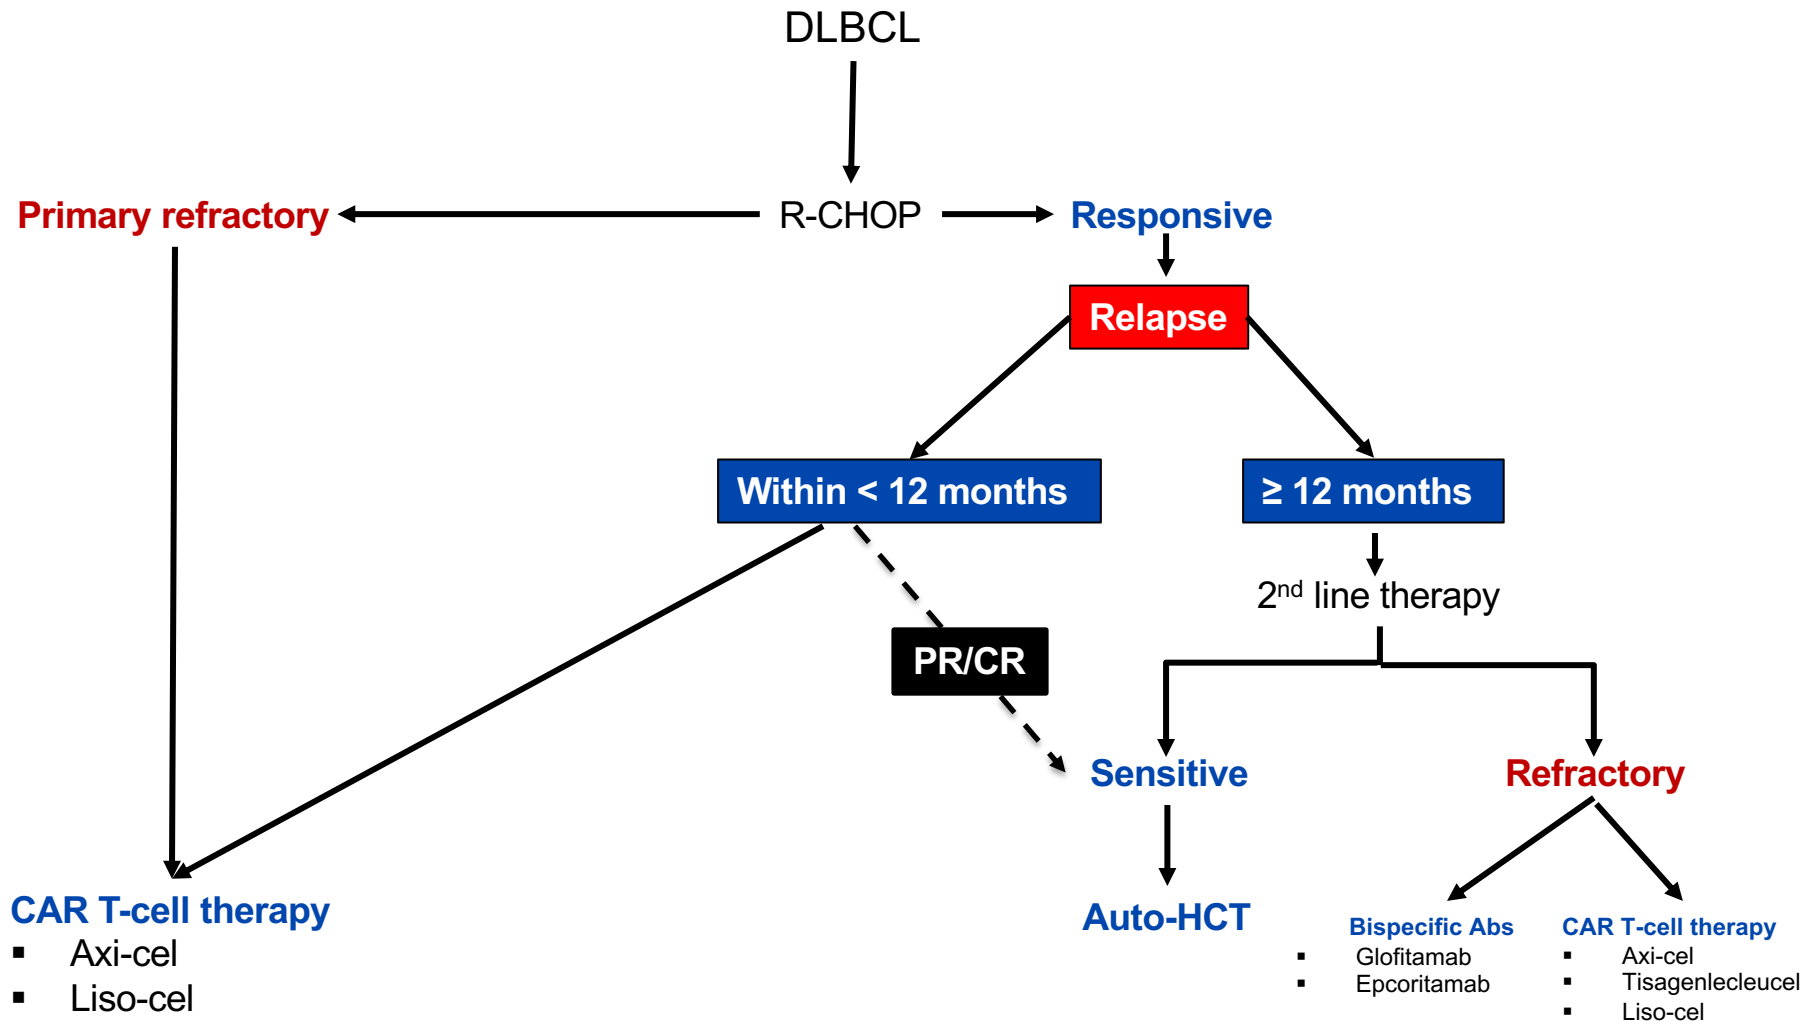 DLBCL
Primary refractory
R-CHOP
Responsive
Relapse
Within < 12 months
≥ 12 months
2nd line therapy
PR/CR
Sensitive
Refractory
CAR T-cell therapy
▪ Axi-cel
▪ Liso-cel
Auto-HCT
Bispecific Abs
▪ Glofitamab
▪ Epcoritamab
CAR T-cell therapy
▪ Axi-cel
▪ Tisagenlecleucel
▪ Liso-cel